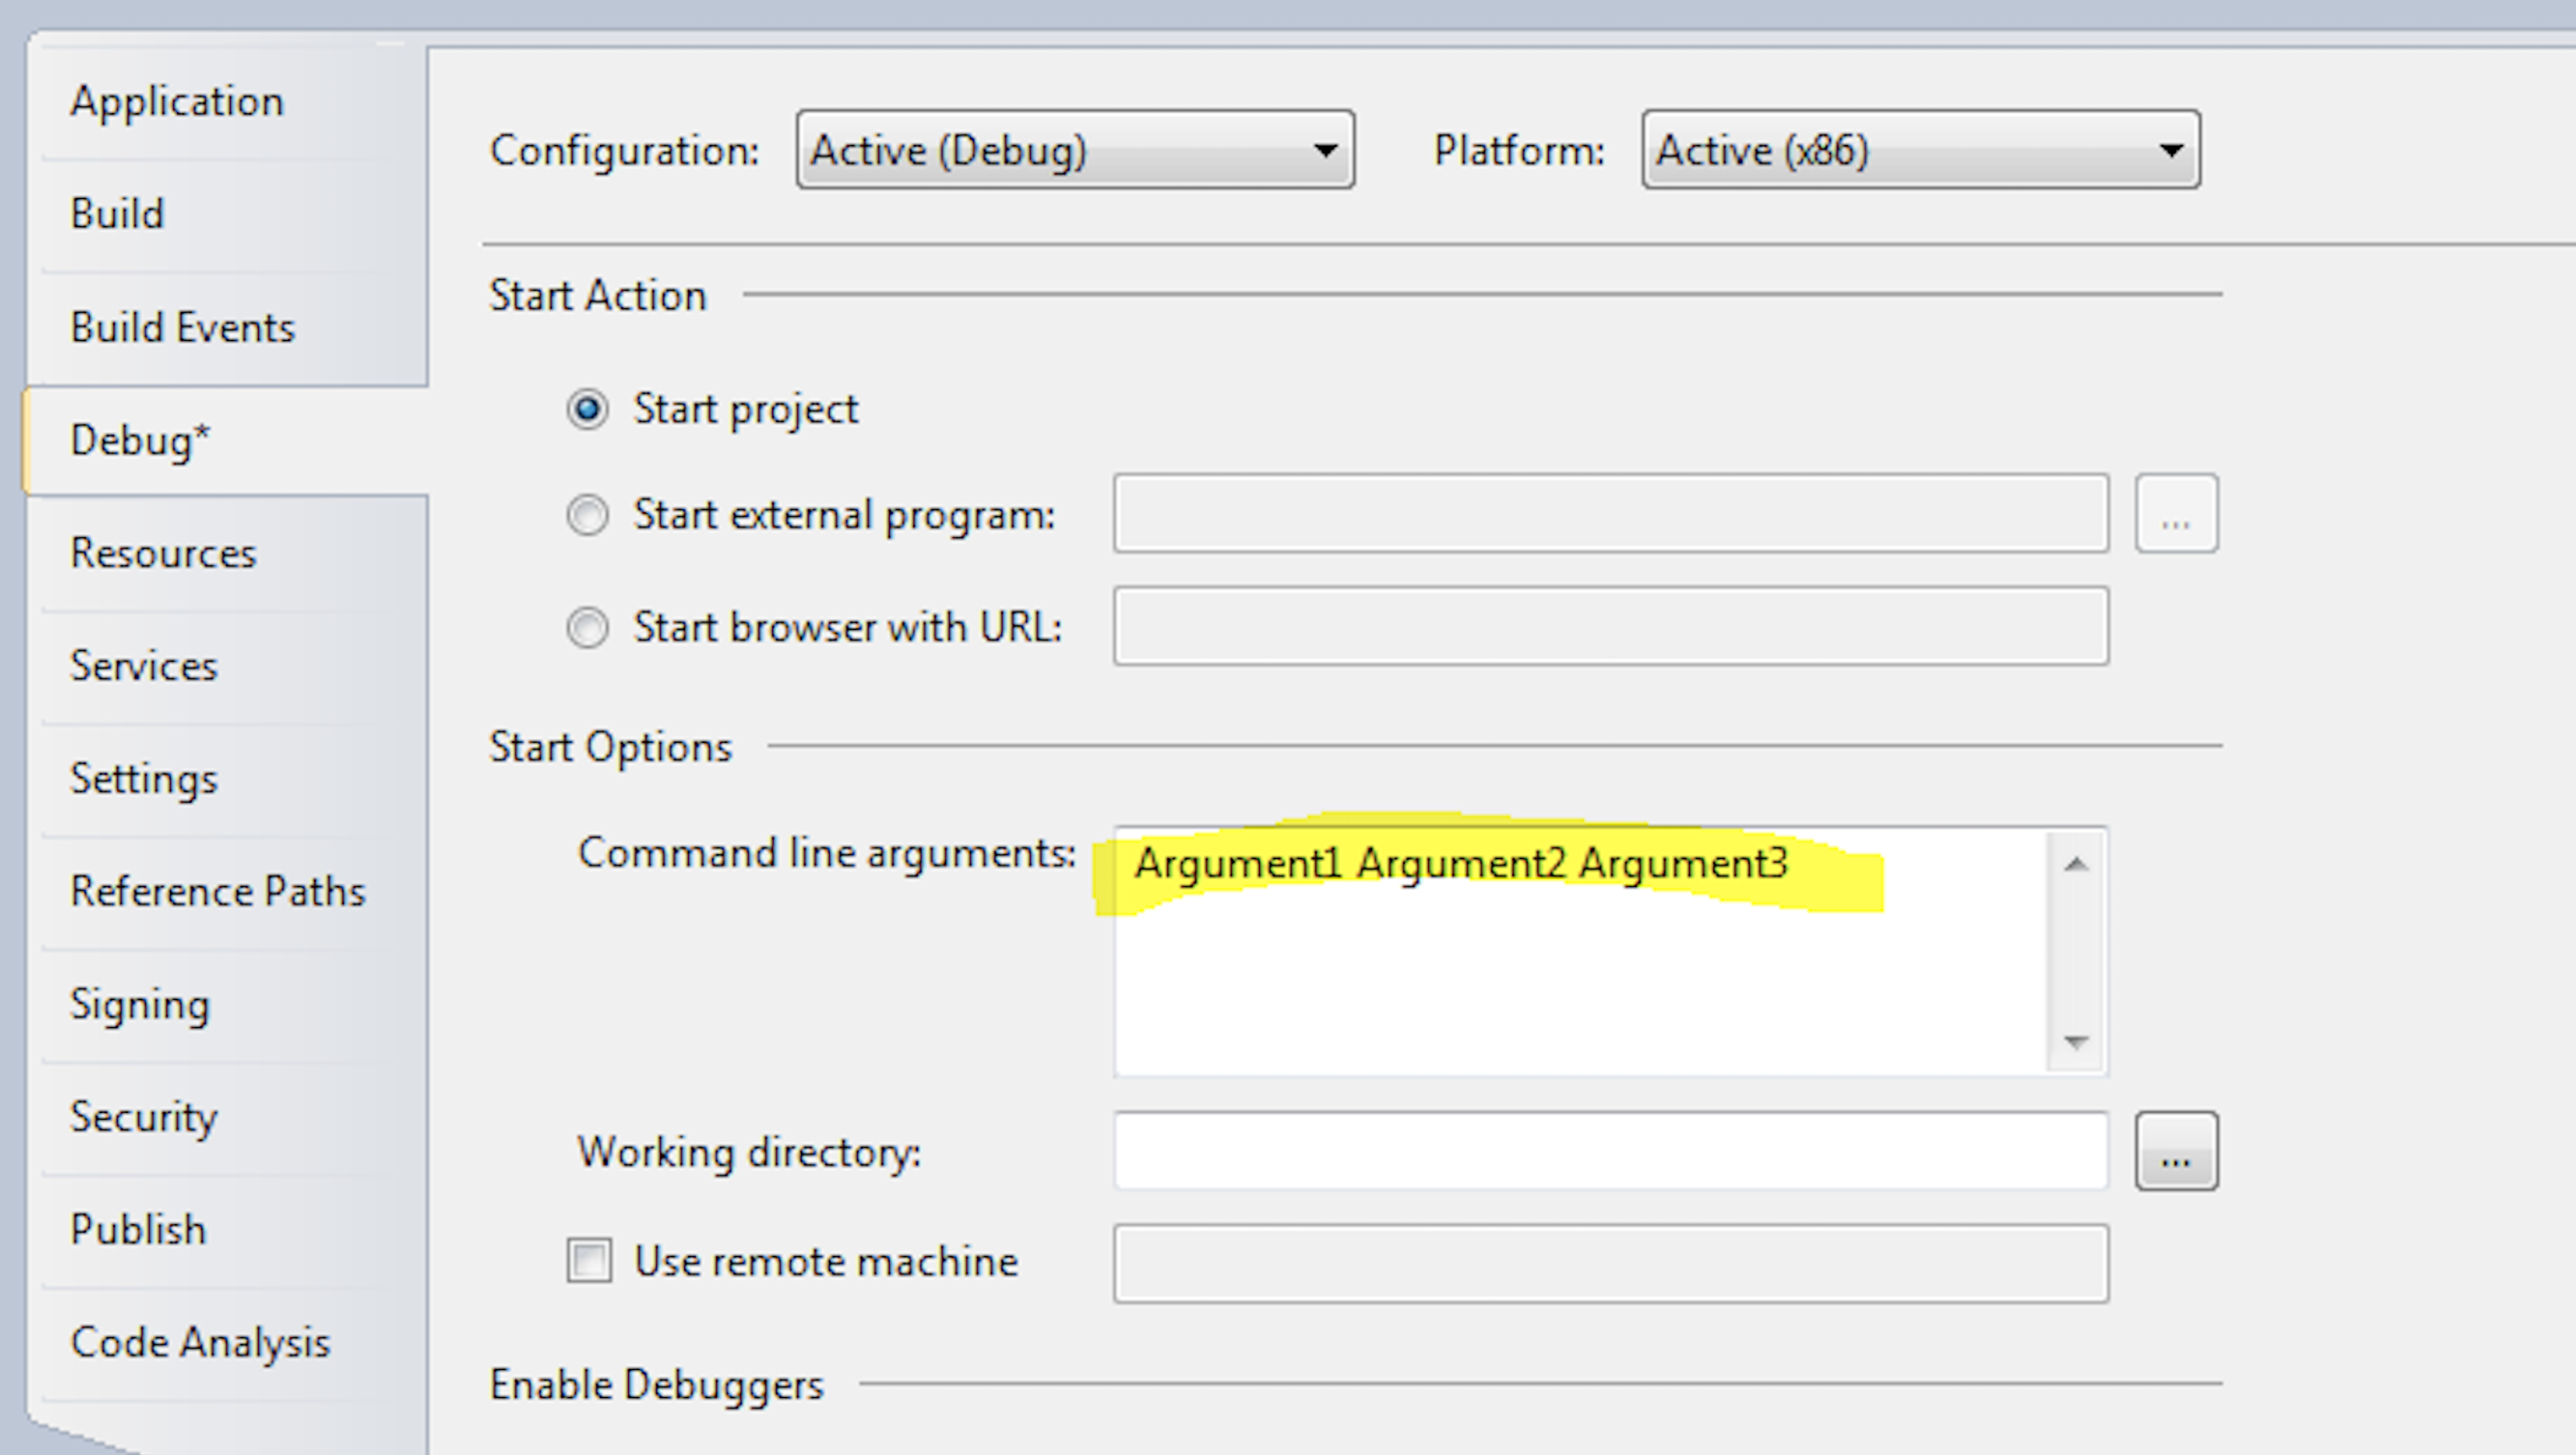 Application
Build
Build Events
Debug*
Resources
Services
Settings
Reference Paths
Signing
Security
Publish
Code Analysis
Configuration: Active (Debug) Platform: Active (x86)
Start Action
Start project
Start external program: ...
Start browser with URL:
Start Options
Command line arguments: Argument1 Argument2 Argument3
Working directory: ...
Use remote machine
Enable Debuggers